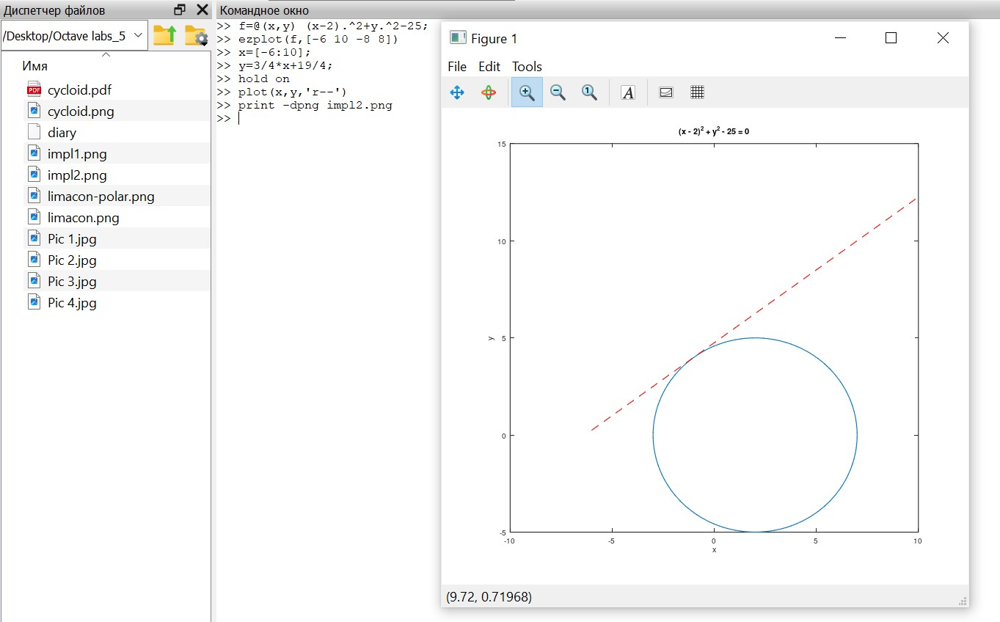 Диспетчер файлов
/Desktop/Octave labs_5
Имя
cycloid.pdf
cycloid.png
diary
impl1.png
impl2.png
limacon-polar.png
limacon.png
Pic 1.jpg
Pic 2.jpg
Pic 3.jpg
Pic 4.jpg
Командное окно
>> f=@(x,y) (x-2).^2+y.^2-25;
>> ezplot(f,[-6 10 -8 8])
>> x=[-6:10];
>> y=3/4*x+19/4;
>> hold on
>> plot(x,y,'r--')
>> print -dpng impl2.png
>>
Figure 1
File Edit Tools
(x - 2)² + y² - 25 = 0
15
10
y 5
0
-5
-10 -5 0 5 10
x
(9.72, 0.71968)